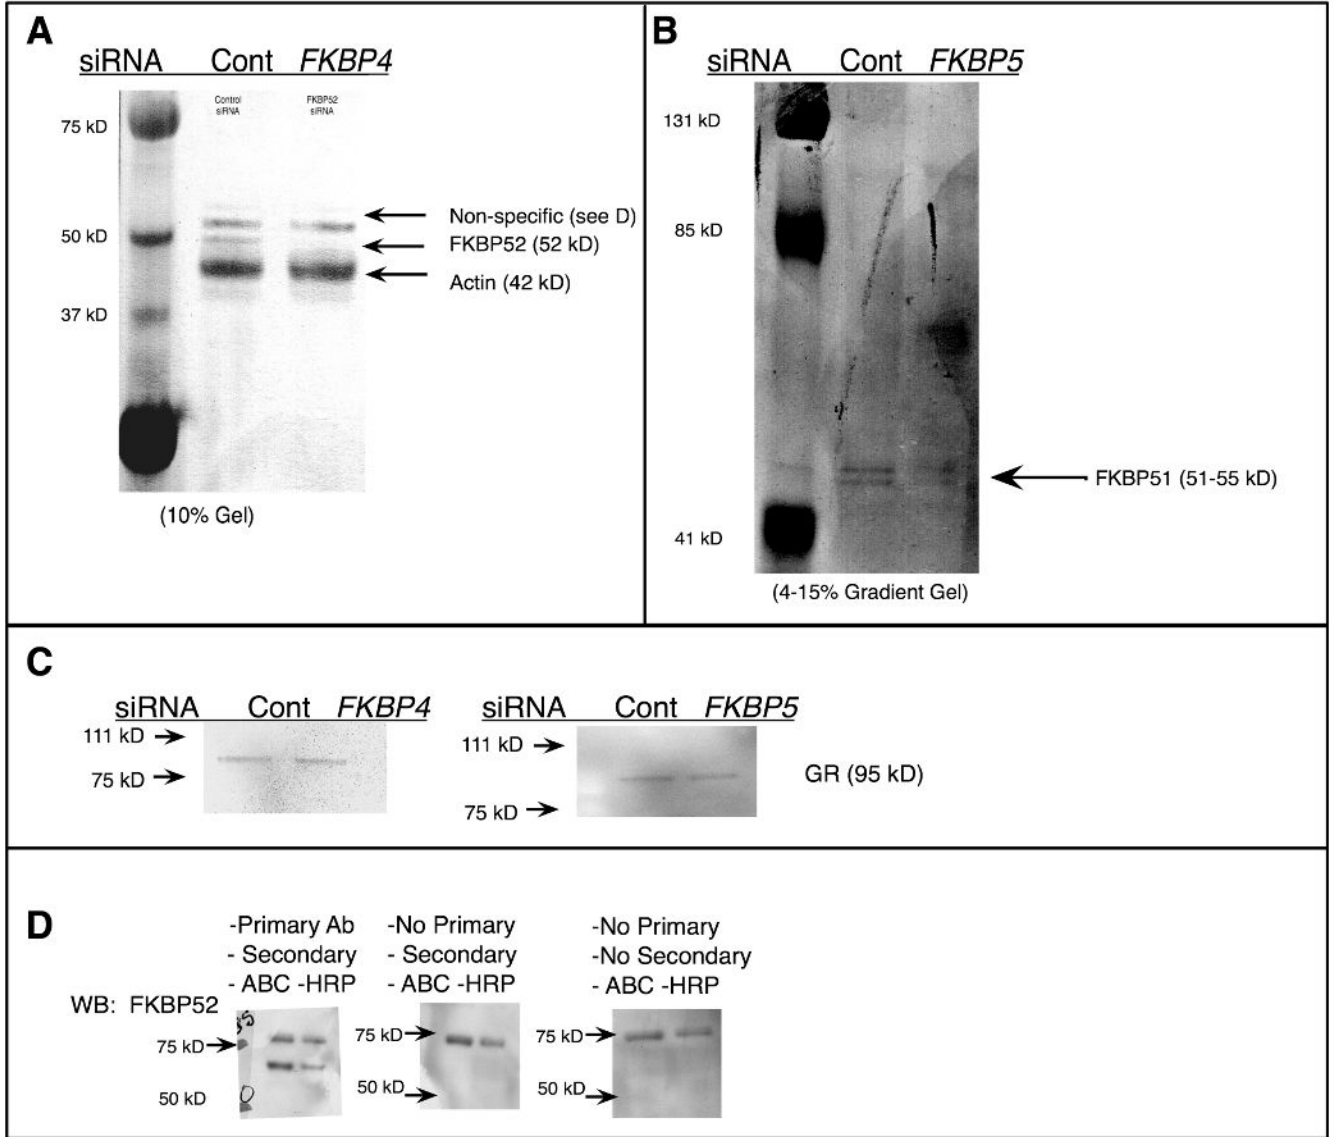 A
siRNA Cont FKBP4
Control siRNA
FKBP52 siRNA
75 kD
50 kD
37 kD
Non-specific (see D)
FKBP52 (52 kD)
Actin (42 kD)
(10% Gel)
B
siRNA Cont FKBP5
131 kD
85 kD
41 kD
FKBP51 (51-55 kD)
(4-15% Gradient Gel)
C
siRNA Cont FKBP4
111 kD
75 kD
siRNA Cont FKBP5
111 kD
75 kD
GR (95 kD)
D
-Primary Ab
- Secondary
- ABC -HRP
-No Primary
- Secondary
- ABC -HRP
-No Primary
-No Secondary
- ABC -HRP
WB: FKBP52
75 kD
50 kD
75 kD
50 kD
75 kD
50 kD